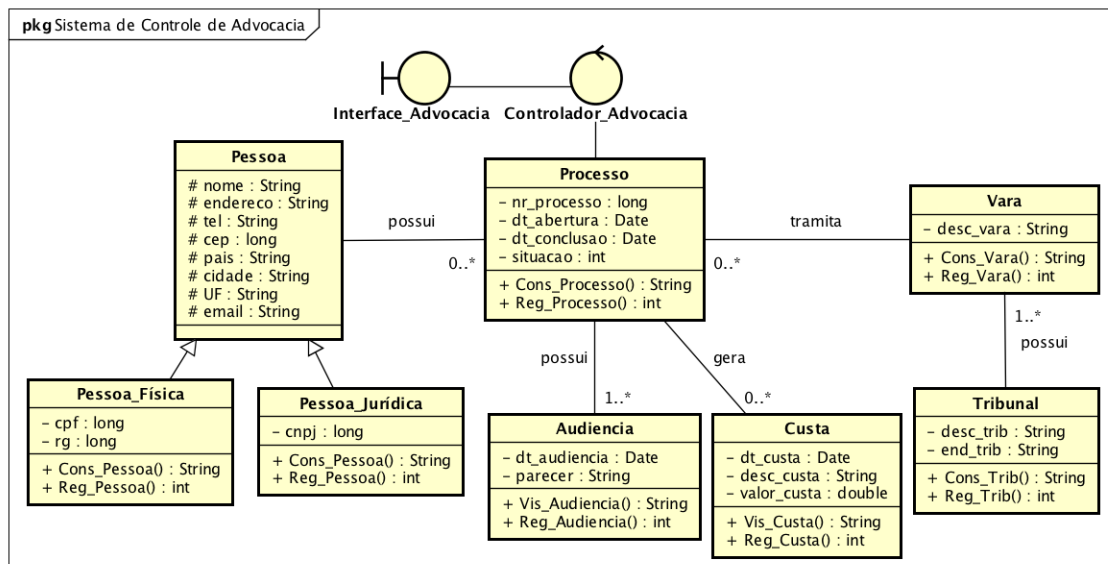 pkg Sistema de Controle de Advocacia
Interface_Advocacia
Controlador_Advocacia
Pessoa
# nome : String
# endereco : String
# tel : String
# cep : long
# pais : String
# cidade : String
# UF : String
# email : String
possui
0..*
Processo
– nr_processo : long
– dt_abertura : Date
– dt_conclusao : Date
– situacao : int
+ Cons_Processo() : String
+ Reg_Processo() : int
tramita
0..*
Vara
– desc_vara : String
+ Cons_Vara() : String
+ Reg_Vara() : int
1..*
possui
possui
1..*
gera
0..*
Pessoa_Física
– cpf : long
– rg : long
+ Cons_Pessoa() : String
+ Reg_Pessoa() : int
Pessoa_Jurídica
– cnpj : long
+ Cons_Pessoa() : String
+ Reg_Pessoa() : int
Audiencia
– dt_audiencia : Date
– parecer : String
+ Vis_Audiencia() : String
+ Reg_Audiencia() : int
Custa
– dt_custa : Date
– desc_custa : String
– valor_custa : double
+ Vis_Custa() : String
+ Reg_Custa() : int
Tribunal
– desc_trib : String
– end_trib : String
+ Cons_Trib() : String
+ Reg_Trib() : int